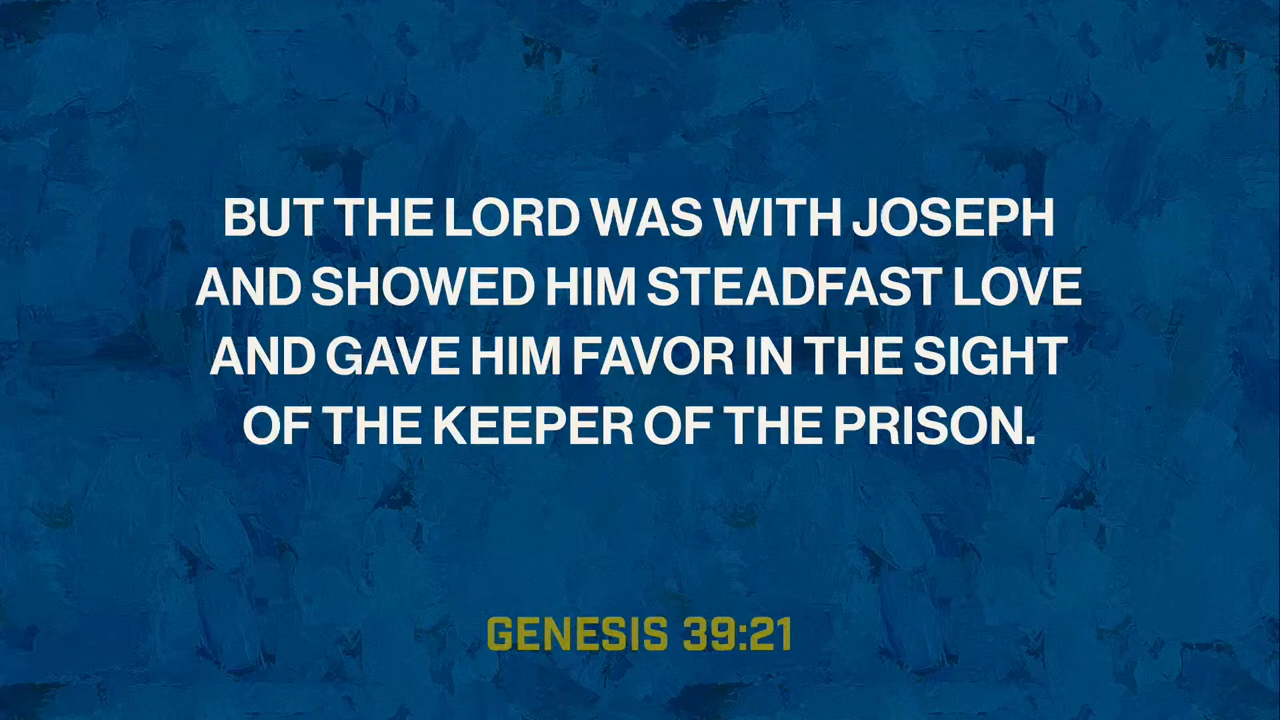 BUT THE LORD WAS WITH JOSEPH
AND SHOWED HIM STEADFAST LOVE
AND GAVE HIM FAVOR IN THE SIGHT
OF THE KEEPER OF THE PRISON.
GENESIS 39:21